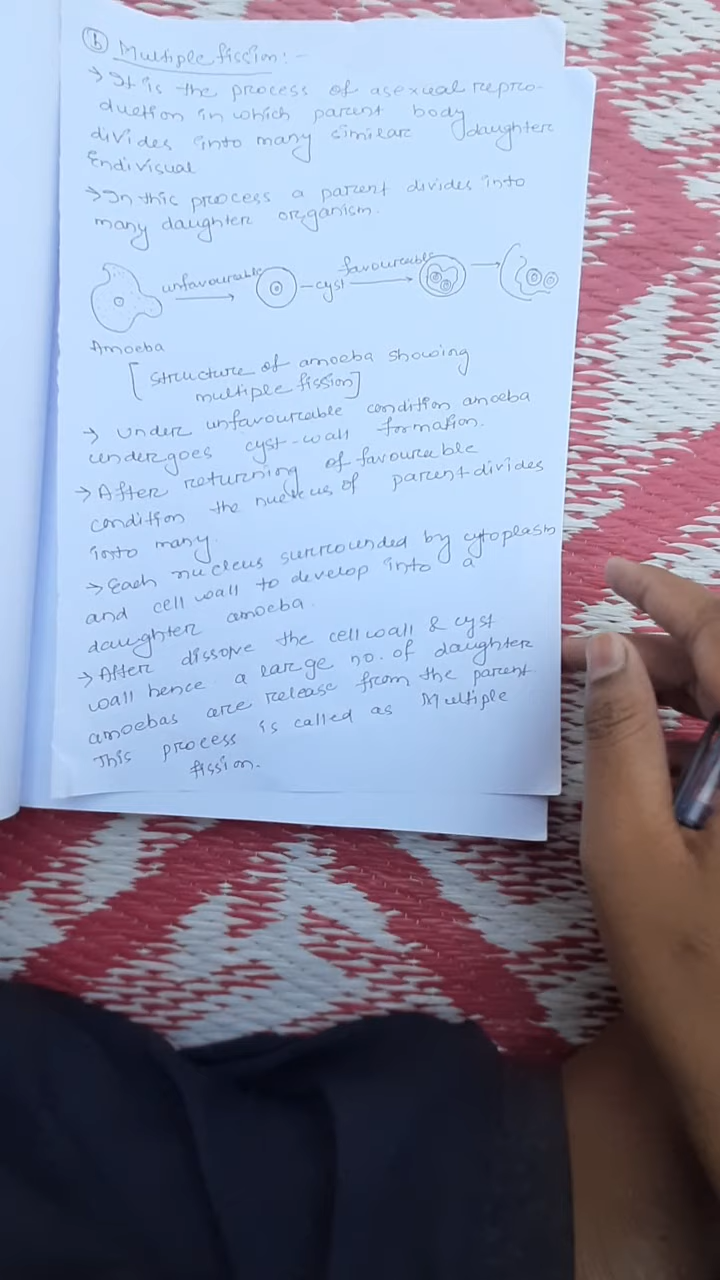 (b) Multiple fission:-
→ It is the process of asexual repro-
duction in which parent body
divides into many similar daughter
Endivisual
→ In this process a parent divides into
many daughter organism.
unfavourable cyst favourable
Amoeba
[Structure of amoeba showing
multiple fission]
→ under unfavourable condition amoeba
undergoes cyst-wall formation.
→ After returning of favourable
condition the nucleus of parent divides
into many.
→ Each nucleus surrounded by cytoplasm
and cell wall to develop into a
daughter amoeba.
→ After dissolve the cell wall & cyst
wall hence a large no. of daughter
amoebas are release from the parent
This process is called as Multiple
fission.